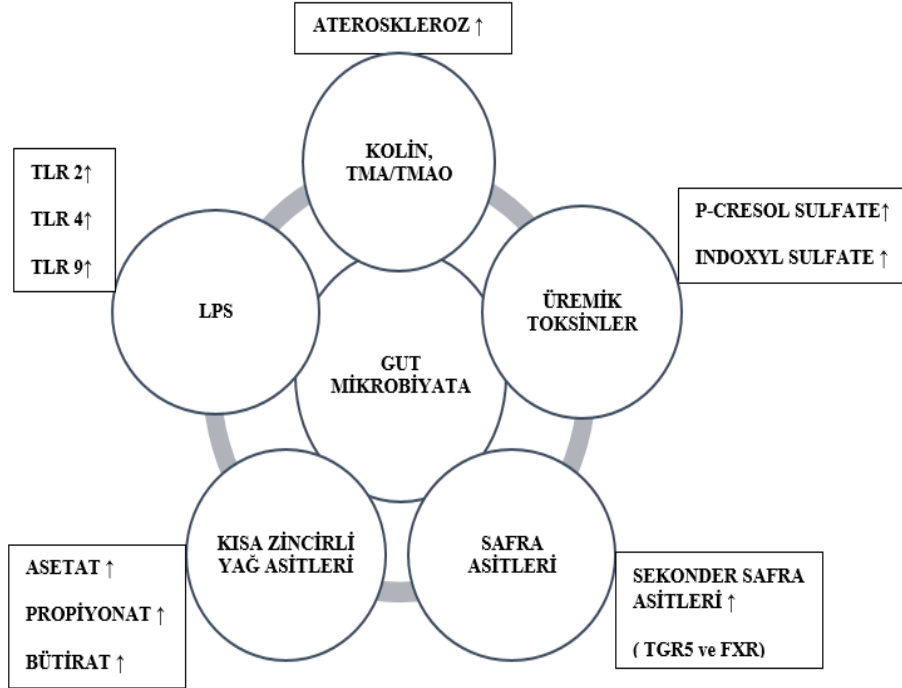 ATEROSKLEROZ ↑
KOLİN,
TMA/TMAO
TLR 2↑
TLR 4↑
TLR 9↑
LPS
P-CRESOL SULFATE↑
INDOXYL SULFATE ↑
ÜREMİK
TOKSİNLER
GUT
MİKROBİYATA
KISA ZİNCİRLİ
YAĞ ASİTLERİ
ASETAT ↑
PROPİYONAT ↑
BÜTİRAT ↑
SAFRA
ASİTLERİ
SEKONDER SAFRA
ASİTLERİ ↑
( TGR5 ve FXR)